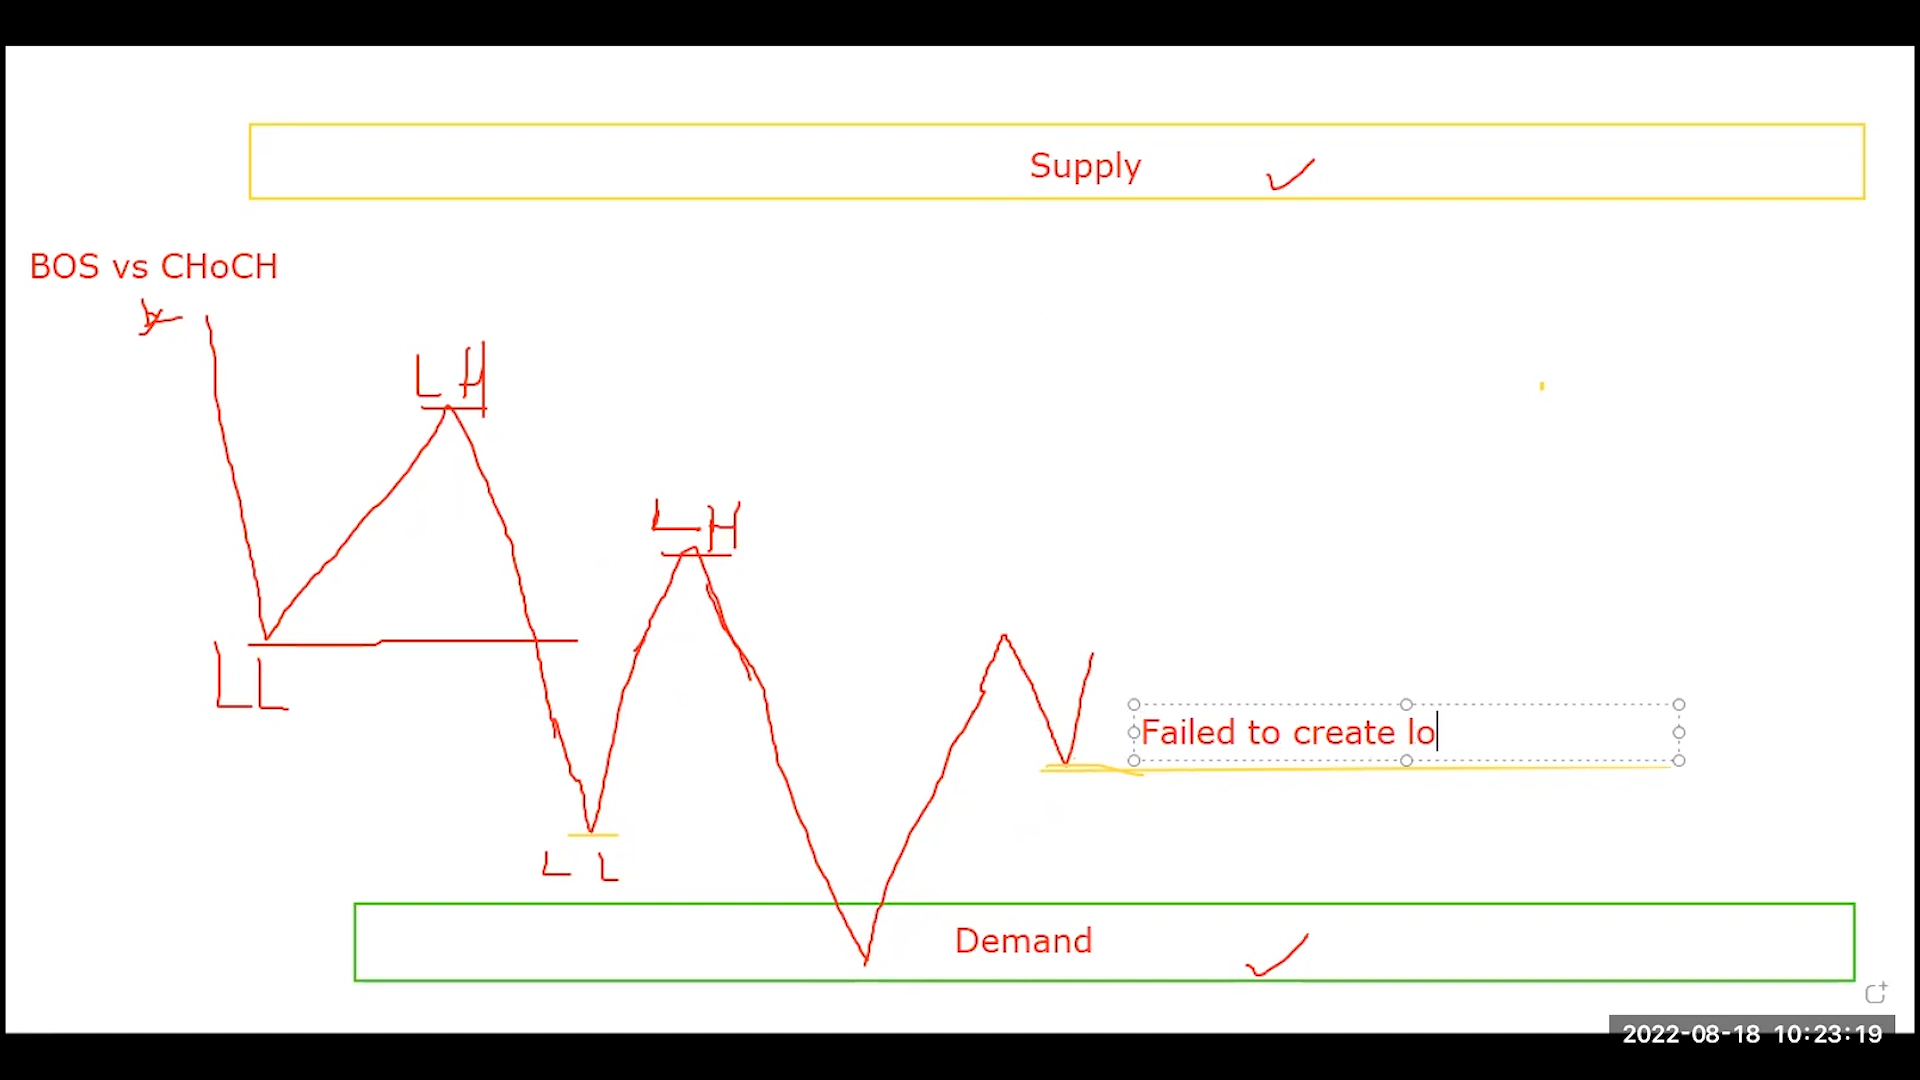 Supply
BOS vs CHoCH
LH
LH
LL
Failed to create lo
LL
Demand
2022-08-18 10:23:19